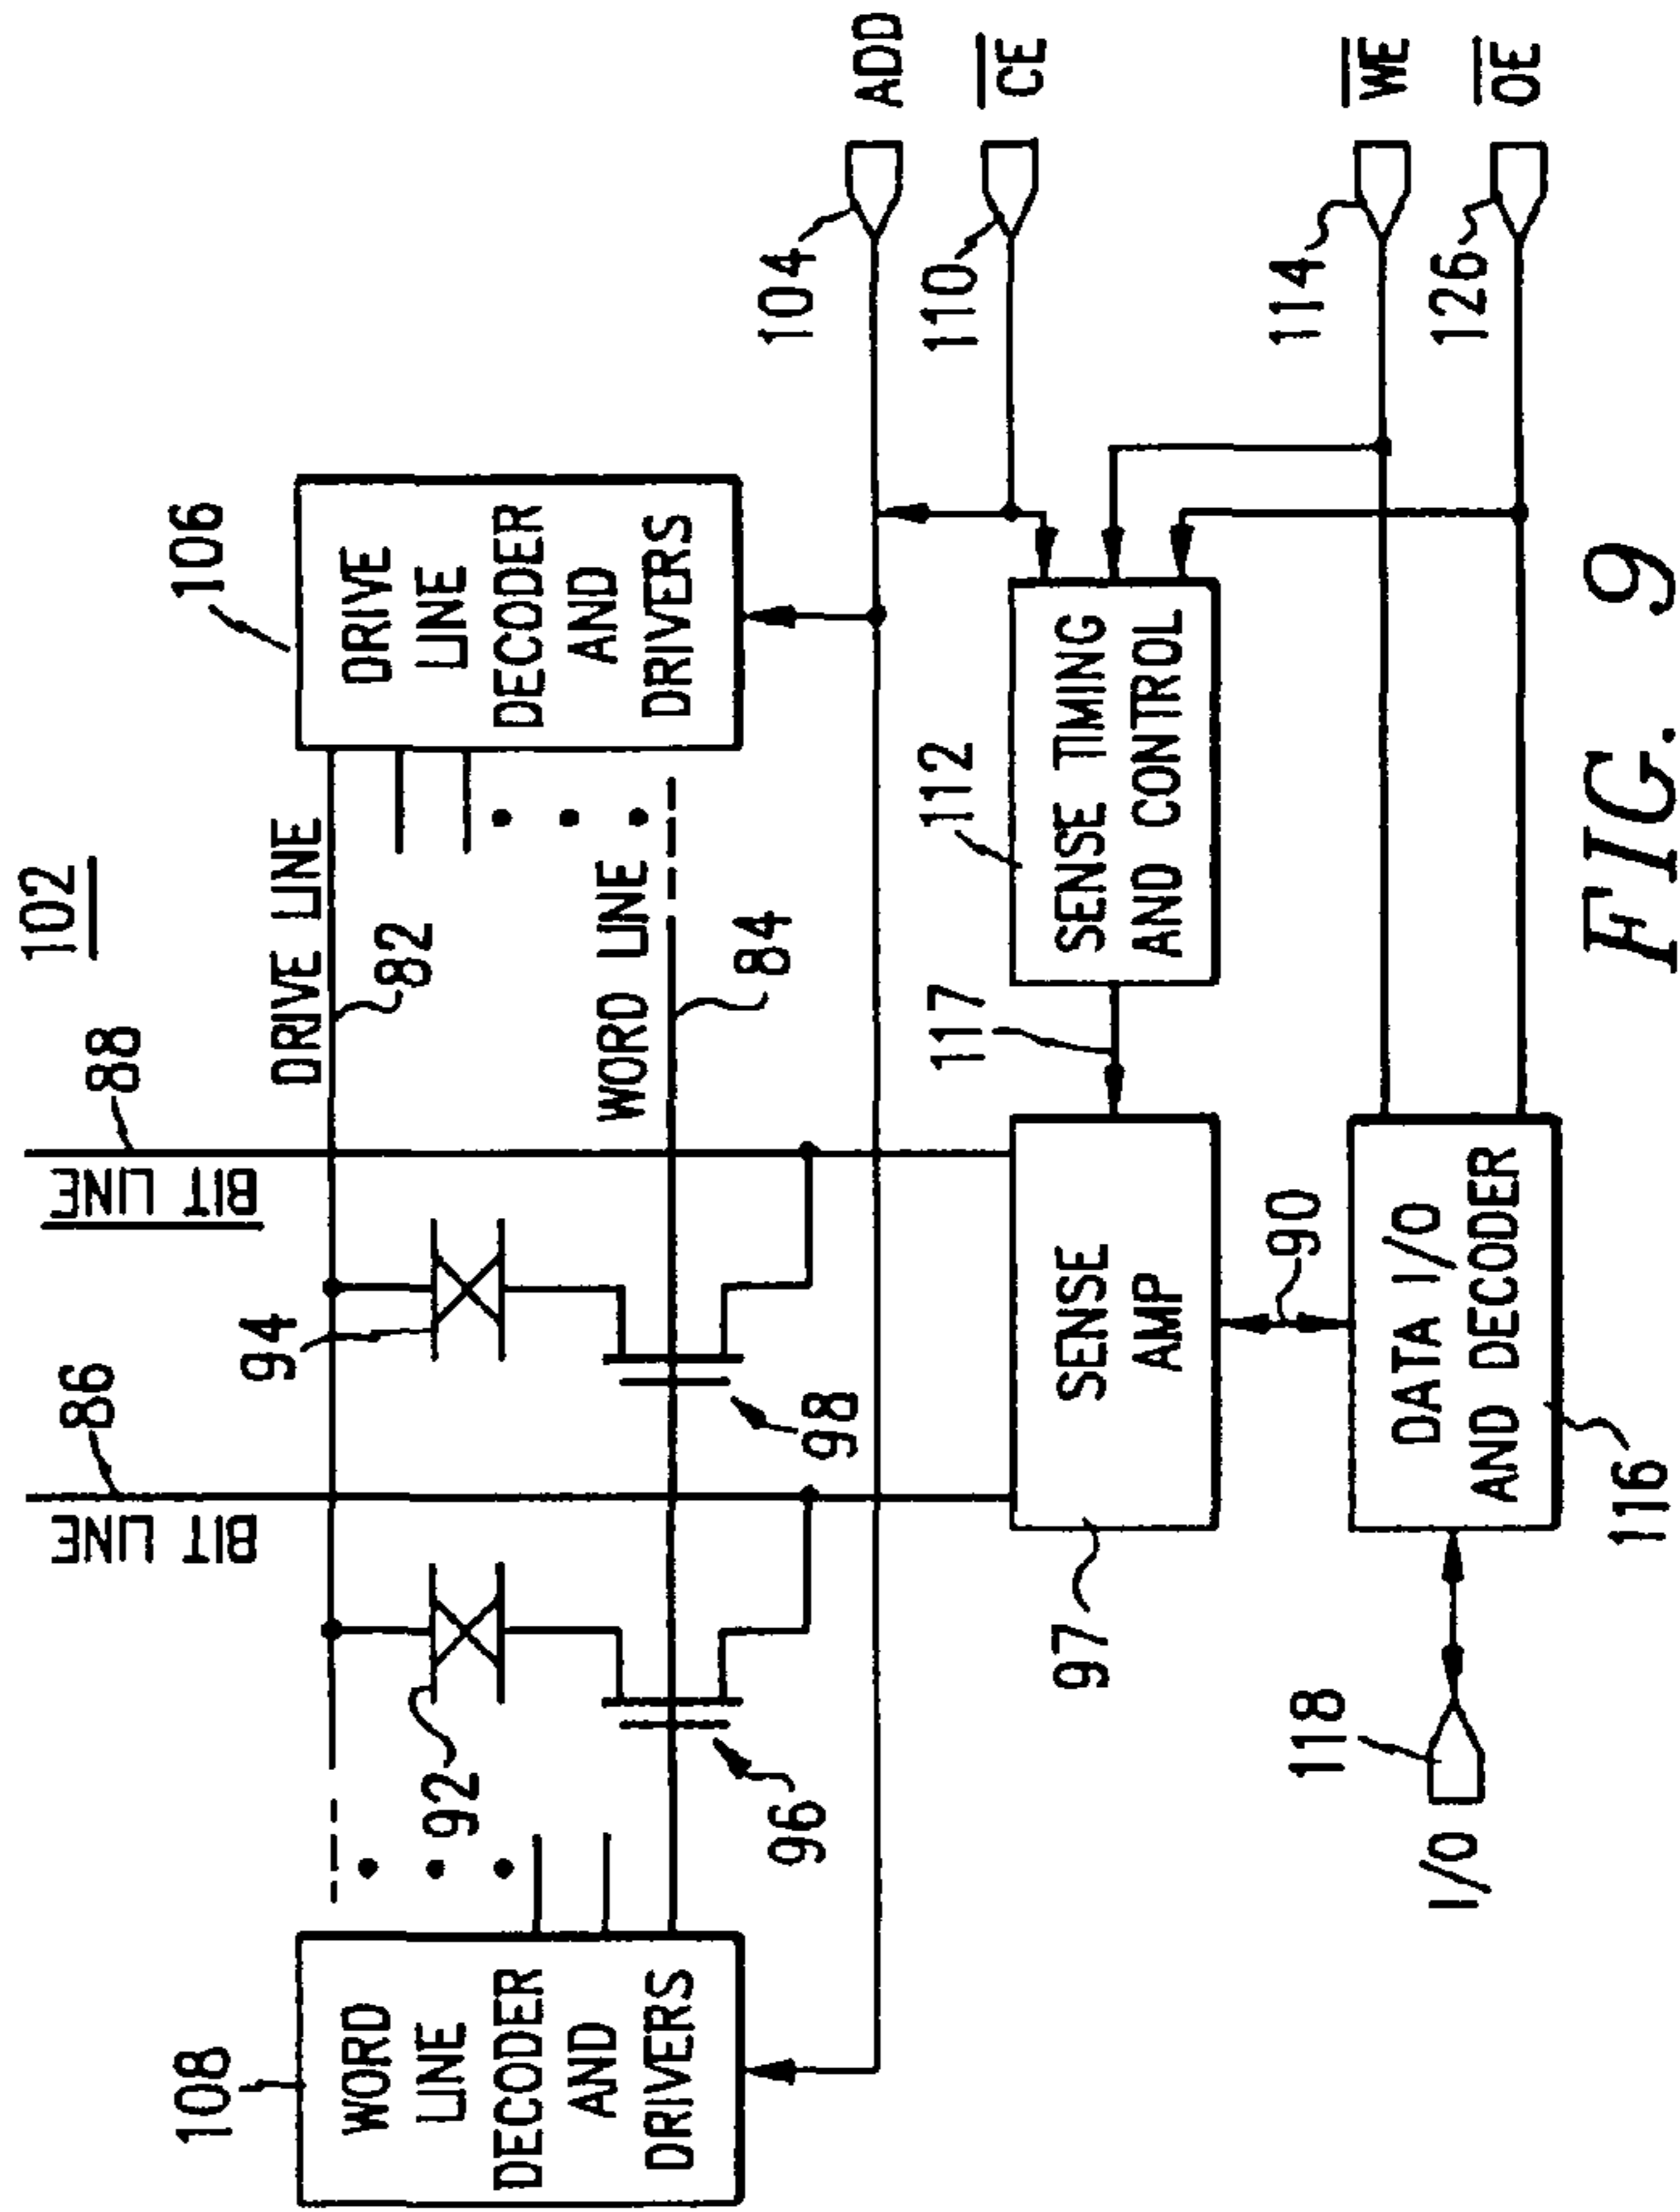 102
108
WORD
LINE
DECODER
AND
DRIVERS
92
96
BIT LINE
86
94
98
BIT LINE
88
DRIVE LINE
82
WORD LINE
84
106
DRIVE
LINE
DECODER
AND
DRIVERS
104
ADD
110
CE
97
SENSE
AMP
117
112
SENSE TIMING
AND CONTROL
90
114
WE
126
OE
I/O
118
DATA I/O
AND DECODER
116
FIG. 9